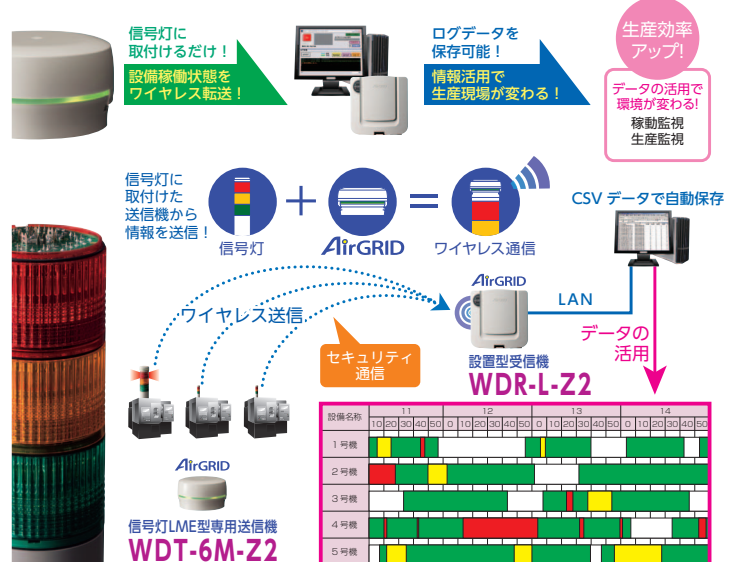 信号灯に
取付けるだけ！
設備稼働状態を
ワイヤレス転送！
ログデータを
保存可能！
情報活用で
生産現場が変わる！
生産効率
アップ!
データの活用で
環境が変わる!
稼動監視
生産監視
信号灯に
取付けた
送信機から
情報を送信！
信号灯
AirGRID
ワイヤレス通信
CSV データで自動保存
AirGRID
LAN
ワイヤレス送信
セキュリティ
通信
データの
活用
設置型受信機
WDR-L-Z2
AirGRID
信号灯LME型専用送信機
WDT-6M-Z2
設備名称 11 12 13 14
10 20 30 40 50 0 10 20 30 40 50 0 10 20 30 40 50 0 10 20 30 40 50
1号機
2号機
3号機
4号機
5号機